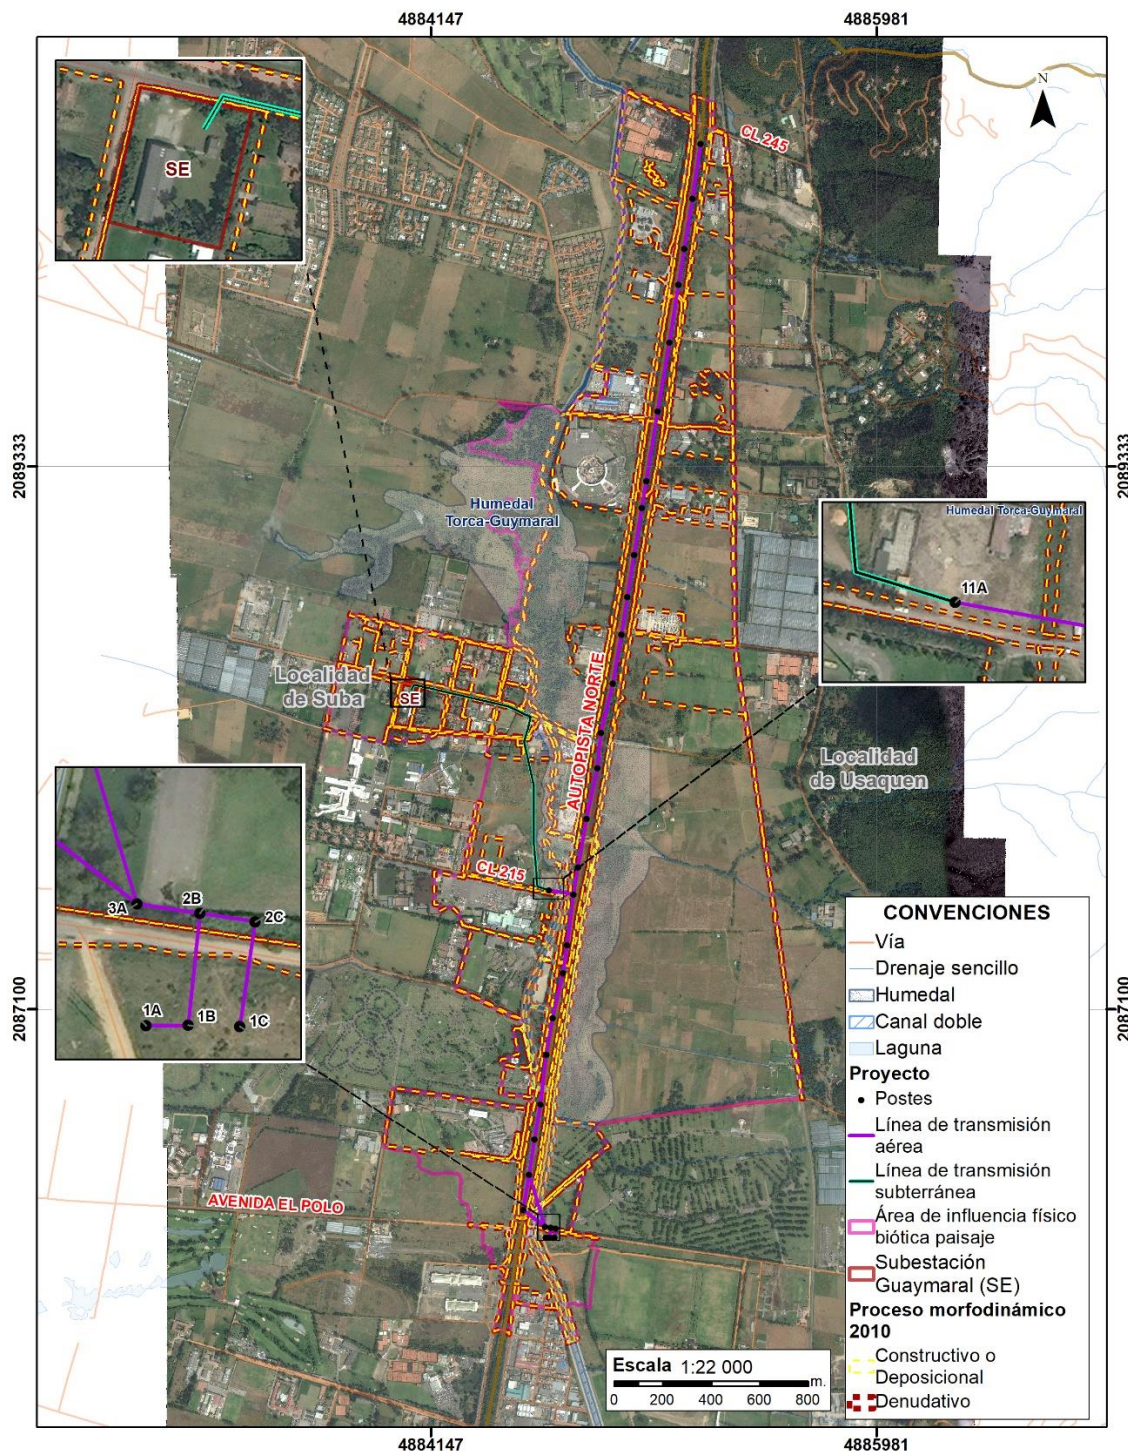 4884147
4885981
N
CL 245
SE
2089333
2089333
Humedal
Torca-Guymaral
Humedal Torca-Guymaral
11A
Localidad
de Suba
SE
AUTOPISTA NORTE
Localidad
de Usaquen
CL 215
3A
2B
2C
1A
1B
1C
2087100
2087100
AVENIDA EL POLO
CONVENCIONES
Vía
Drenaje sencillo
Humedal
Canal doble
Laguna
Proyecto
Postes
Línea de transmisión
aérea
Línea de transmisión
subterránea
Área de influencia físico
biótica paisaje
Subestación
Guaymaral (SE)
Proceso morfodinámico
2010
Constructivo o
Deposicional
Denudativo
Escala 1:22 000
m.
0 200 400 600 800
4884147
4885981